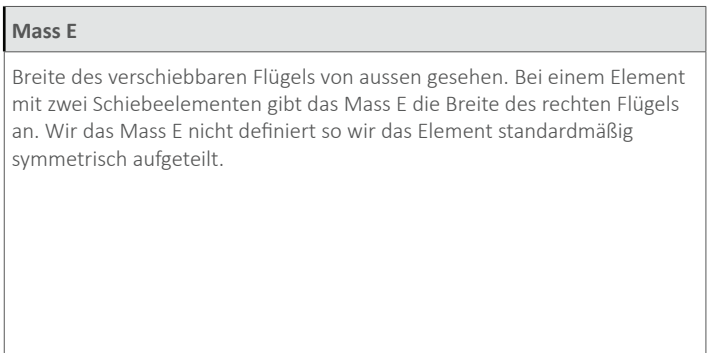 Mass E
Breite des verschiebbaren Flügels von aussen gesehen. Bei einem Element
mit zwei Schiebeelementen gibt das Mass E die Breite des rechten Flügels
an. Wir das Mass E nicht definiert so wir das Element standardmäßig
symmetrisch aufgeteilt.